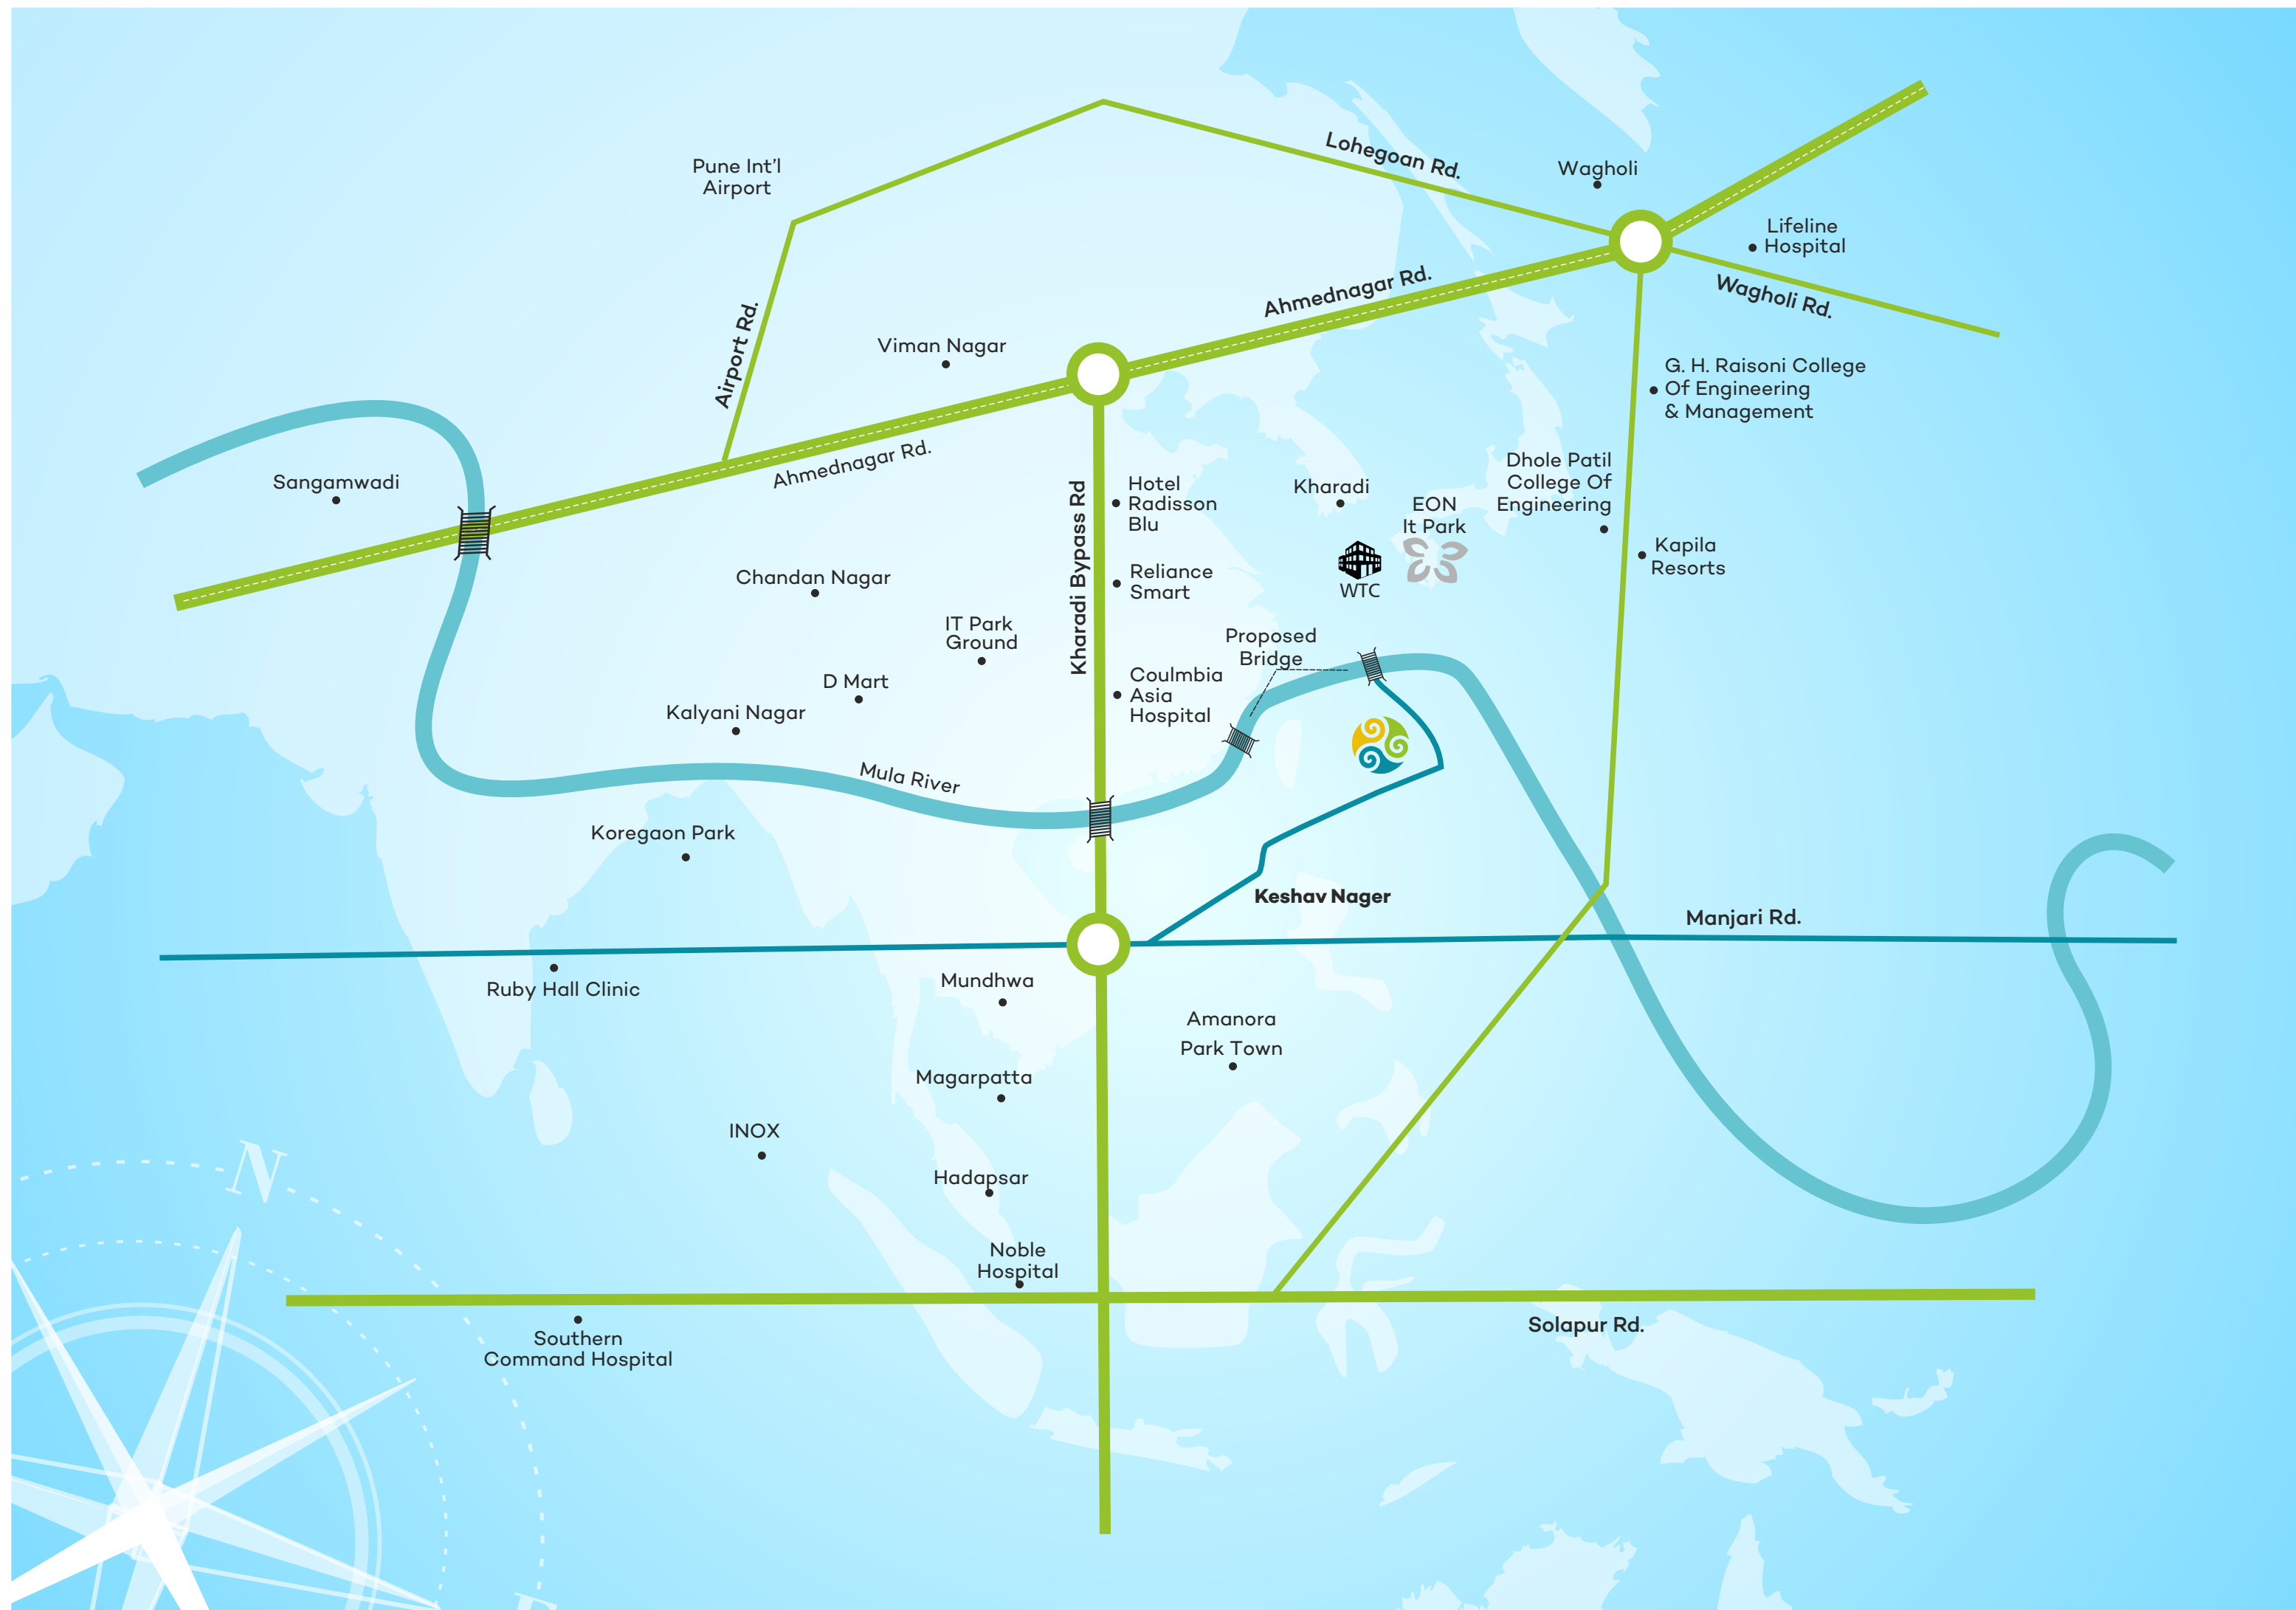 Pune Int'l
Airport
Lohegoan Rd.
Wagholi
Lifeline
Hospital
Wagholi Rd.
Ahmednagar Rd.
Airport Rd.
Viman Nagar
G. H. Raisoni College
Of Engineering
& Management
Ahmednagar Rd.
Sangamwadi
Kharadi Bypass Rd
Hotel
Radisson
Blu
Kharadi
EON
It Park
Dhole Patil
College Of
Engineering
Kapila
Resorts
WTC
Chandan Nagar
Reliance
Smart
IT Park
Ground
Proposed
Bridge
D Mart
Coulmbia
Asia
Hospital
Kalyani Nagar
Mula River
Koregaon Park
Keshav Nager
Manjari Rd.
Ruby Hall Clinic
Mundhwa
Amanora
Park Town
Magarpatta
INOX
N
Hadapsar
Noble
Hospital
Solapur Rd.
Southern
Command Hospital